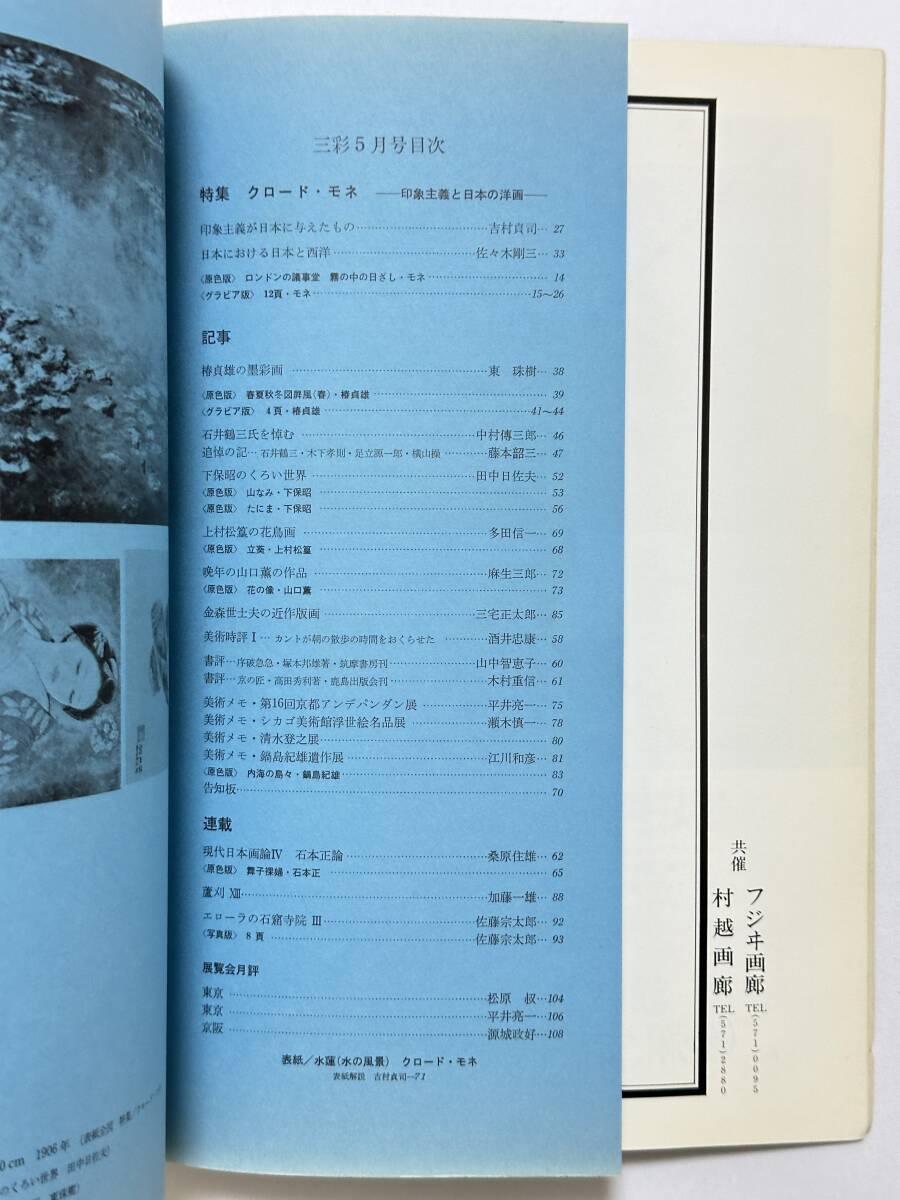 三彩5月号目次
特集 クロード・モネ ――印象主義と日本の洋画――
印象主義が日本に与えたもの……吉村貞司… 27
日本における日本と西洋……佐々木剛三… 33
〈原色版〉 ロンドンの議事堂 霧の中の日ざし・モネ…… 14
〈グラビア版〉 12頁・モネ……15〜26
記事
椿貞雄の墨彩画……東 珠樹… 38
〈原色版〉 春夏秋冬図屏風(春)・椿貞雄…… 39
〈グラビア版〉 4頁・椿貞雄……41〜44
石井鶴三氏を悼む……中村傳三郎… 46
追悼の記…石井鶴三・木下孝則・足立源一郎・横山操……藤本韶三… 47
下保昭のくろい世界……田中日佐夫… 52
〈原色版〉 山なみ・下保昭…… 53
〈原色版〉 たにま・下保昭…… 56
上村松篁の花鳥画……多田信一… 69
〈原色版〉 立葵・上村松篁…… 68
晩年の山口薫の作品……麻生三郎… 72
〈原色版〉 花の像・山口薫…… 73
金森世士夫の近作版画……三宅正太郎… 85
美術時評 I…カントが朝の散歩の時間をおくらせた……酒井忠康… 58
書評…序破急急・塚本邦雄著・筑摩書房刊……山中智恵子… 60
書評…京の匠・高田秀利著・鹿島出版会刊……木村重信… 61
美術メモ・第16回京都アンデパンダン展……平井亮一… 75
美術メモ・シカゴ美術館浮世絵名品展……瀬木慎一… 78
美術メモ・清水登之展…… 80
美術メモ・鍋島紀雄遺作展……江川和彦… 81
〈原色版〉 内海の島々・鍋島紀雄…… 83
告知板…… 70
連載
現代日本画論Ⅳ 石本正論……桑原住雄… 62
〈原色版〉 舞子裸婦・石本正…… 65
蘆刈 XIII……加藤一雄… 88
エローラの石窟寺院 Ⅲ……佐藤宗太郎… 92
〈写真版〉 8頁……佐藤宗太郎… 93
展覧会月評
東京……松原 叔…104
東京……平井亮一…106
京阪……源城政好…108
表紙／水蓮(水の風景) クロード・モネ
表紙解説 吉村貞司―71
共催
フジヰ画廊 TEL(571)0095
村越画廊 TEL(571)2880
0cm 1906年 (表紙全図 特集／
のくろい世界 田中日佐夫)
東珠樹)